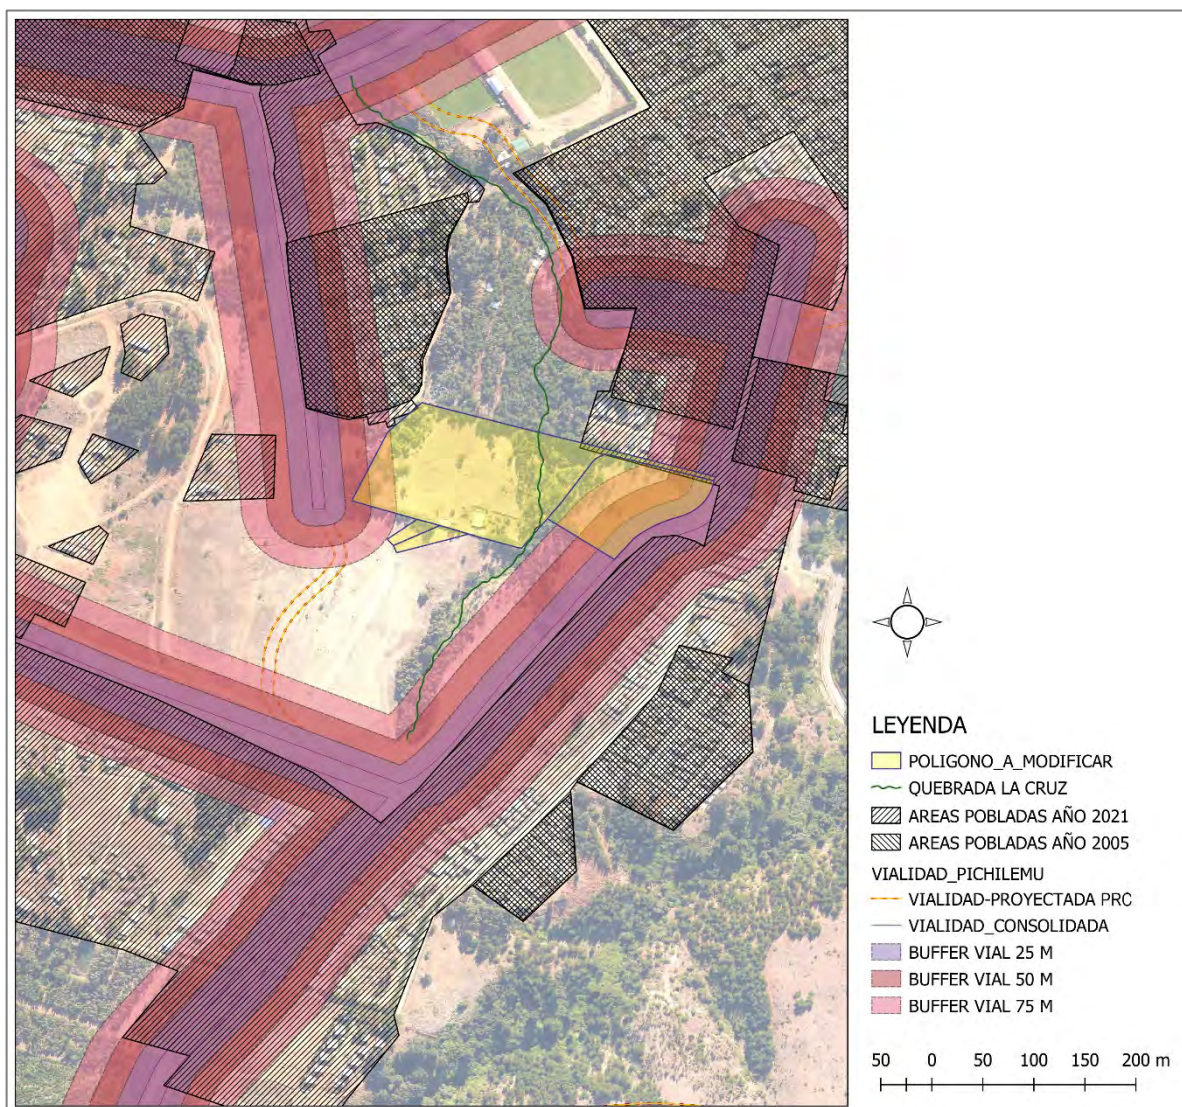 LEYENDA
POLIGONO_A_MODIFICAR
QUEBRADA LA CRUZ
AREAS POBLADAS AÑO 2021
AREAS POBLADAS AÑO 2005
VIALIDAD_PICHILEMU
VIALIDAD-PROYECTADA PRC
VIALIDAD_CONSOLIDADA
BUFFER VIAL 25 M
BUFFER VIAL 50 M
BUFFER VIAL 75 M
50 0 50 100 150 200 m